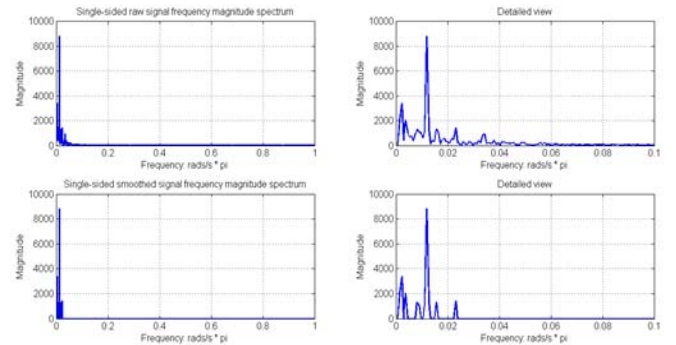 Single-sided raw signal frequency magnitude spectrum
10000
8000
6000
4000
2000
0
Magnitude
0 0.2 0.4 0.6 0.8 1
Frequency: rads/s * pi
Detailed view
10000
8000
6000
4000
2000
0
Magnitude
0 0.02 0.04 0.06 0.08 0.1
Frequency: rads/s * pi
Single-sided smoothed signal frequency magnitude spectrum
10000
8000
6000
4000
2000
0
Magnitude
0 0.2 0.4 0.6 0.8 1
Frequency: rads/s * pi
Detailed view
10000
8000
6000
4000
2000
0
Magnitude
0 0.02 0.04 0.06 0.08 0.1
Frequency: rads/s * pi